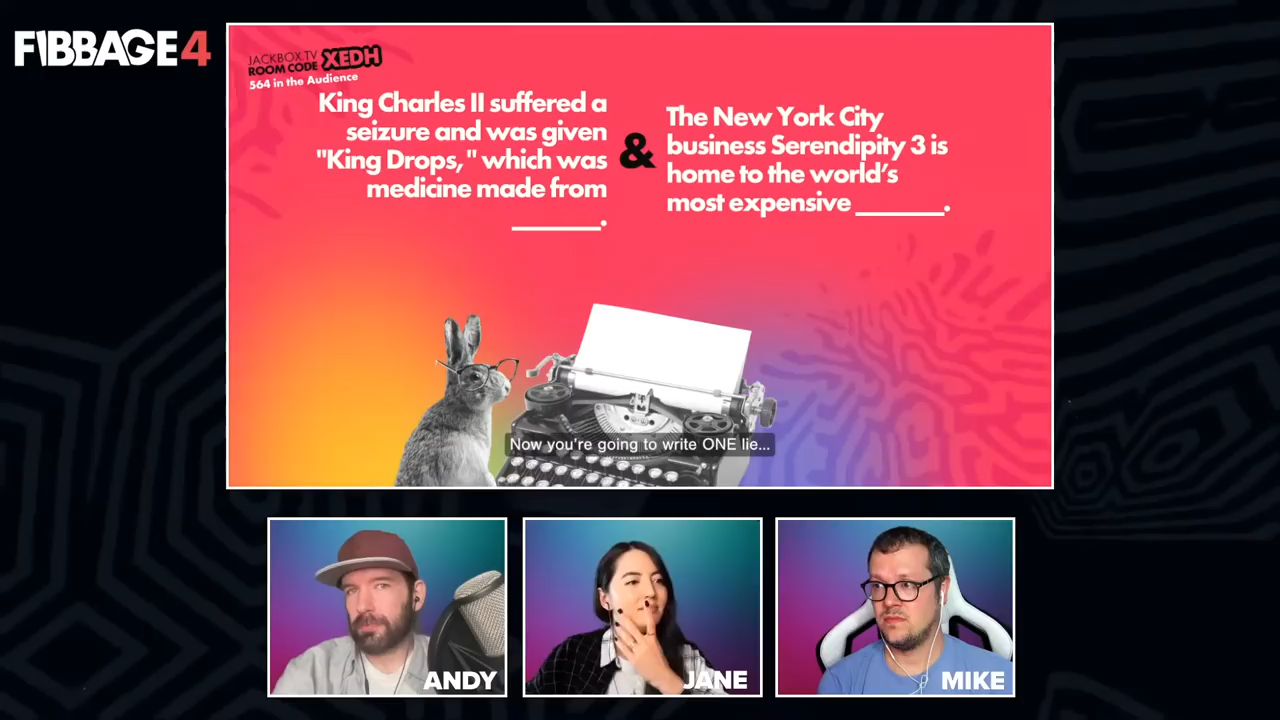 FIBBAGE 4
JACKBOX.TV
ROOM CODE XEDH
564 in the Audience
King Charles II suffered a
seizure and was given
"King Drops," which was
medicine made from
_______.
&
The New York City
business Serendipity 3 is
home to the world's
most expensive _______.
Now you're going to write ONE lie...
ANDY
JANE
MIKE